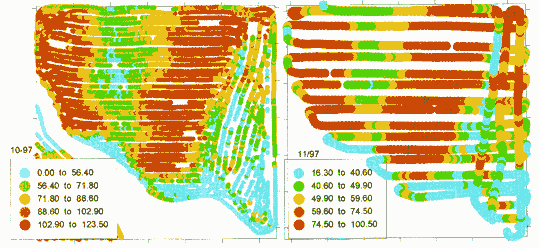 10-97
0.00 to 56.40
56.40 to 71.80
71.80 to 88.60
88.60 to 102.90
102.90 to 123.50
11/97
16.30 to 40.60
40.60 to 49.90
49.90 to 59.60
59.60 to 74.50
74.50 to 100.50